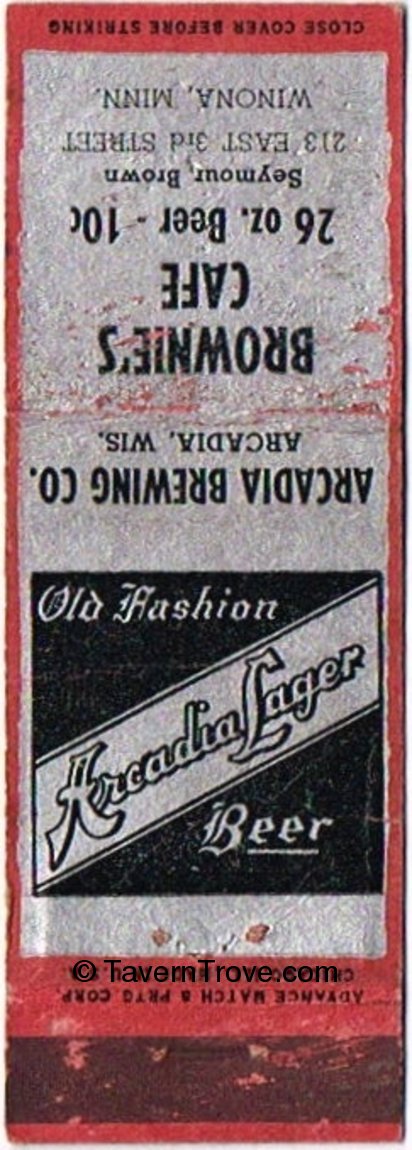 CLOSE COVER BEFORE STRIKING
WINONA, MINN.
213 EAST 3rd STREET
Seymour Brown
26 oz. Beer - 10c
BROWNIE'S
CAFE
ARCADIA BREWING CO.
ARCADIA, WIS.
Old Fashion
Arcadia Lager
Beer
© TavernTrove.com
ADVANCE MATCH & PRTG. CORP.